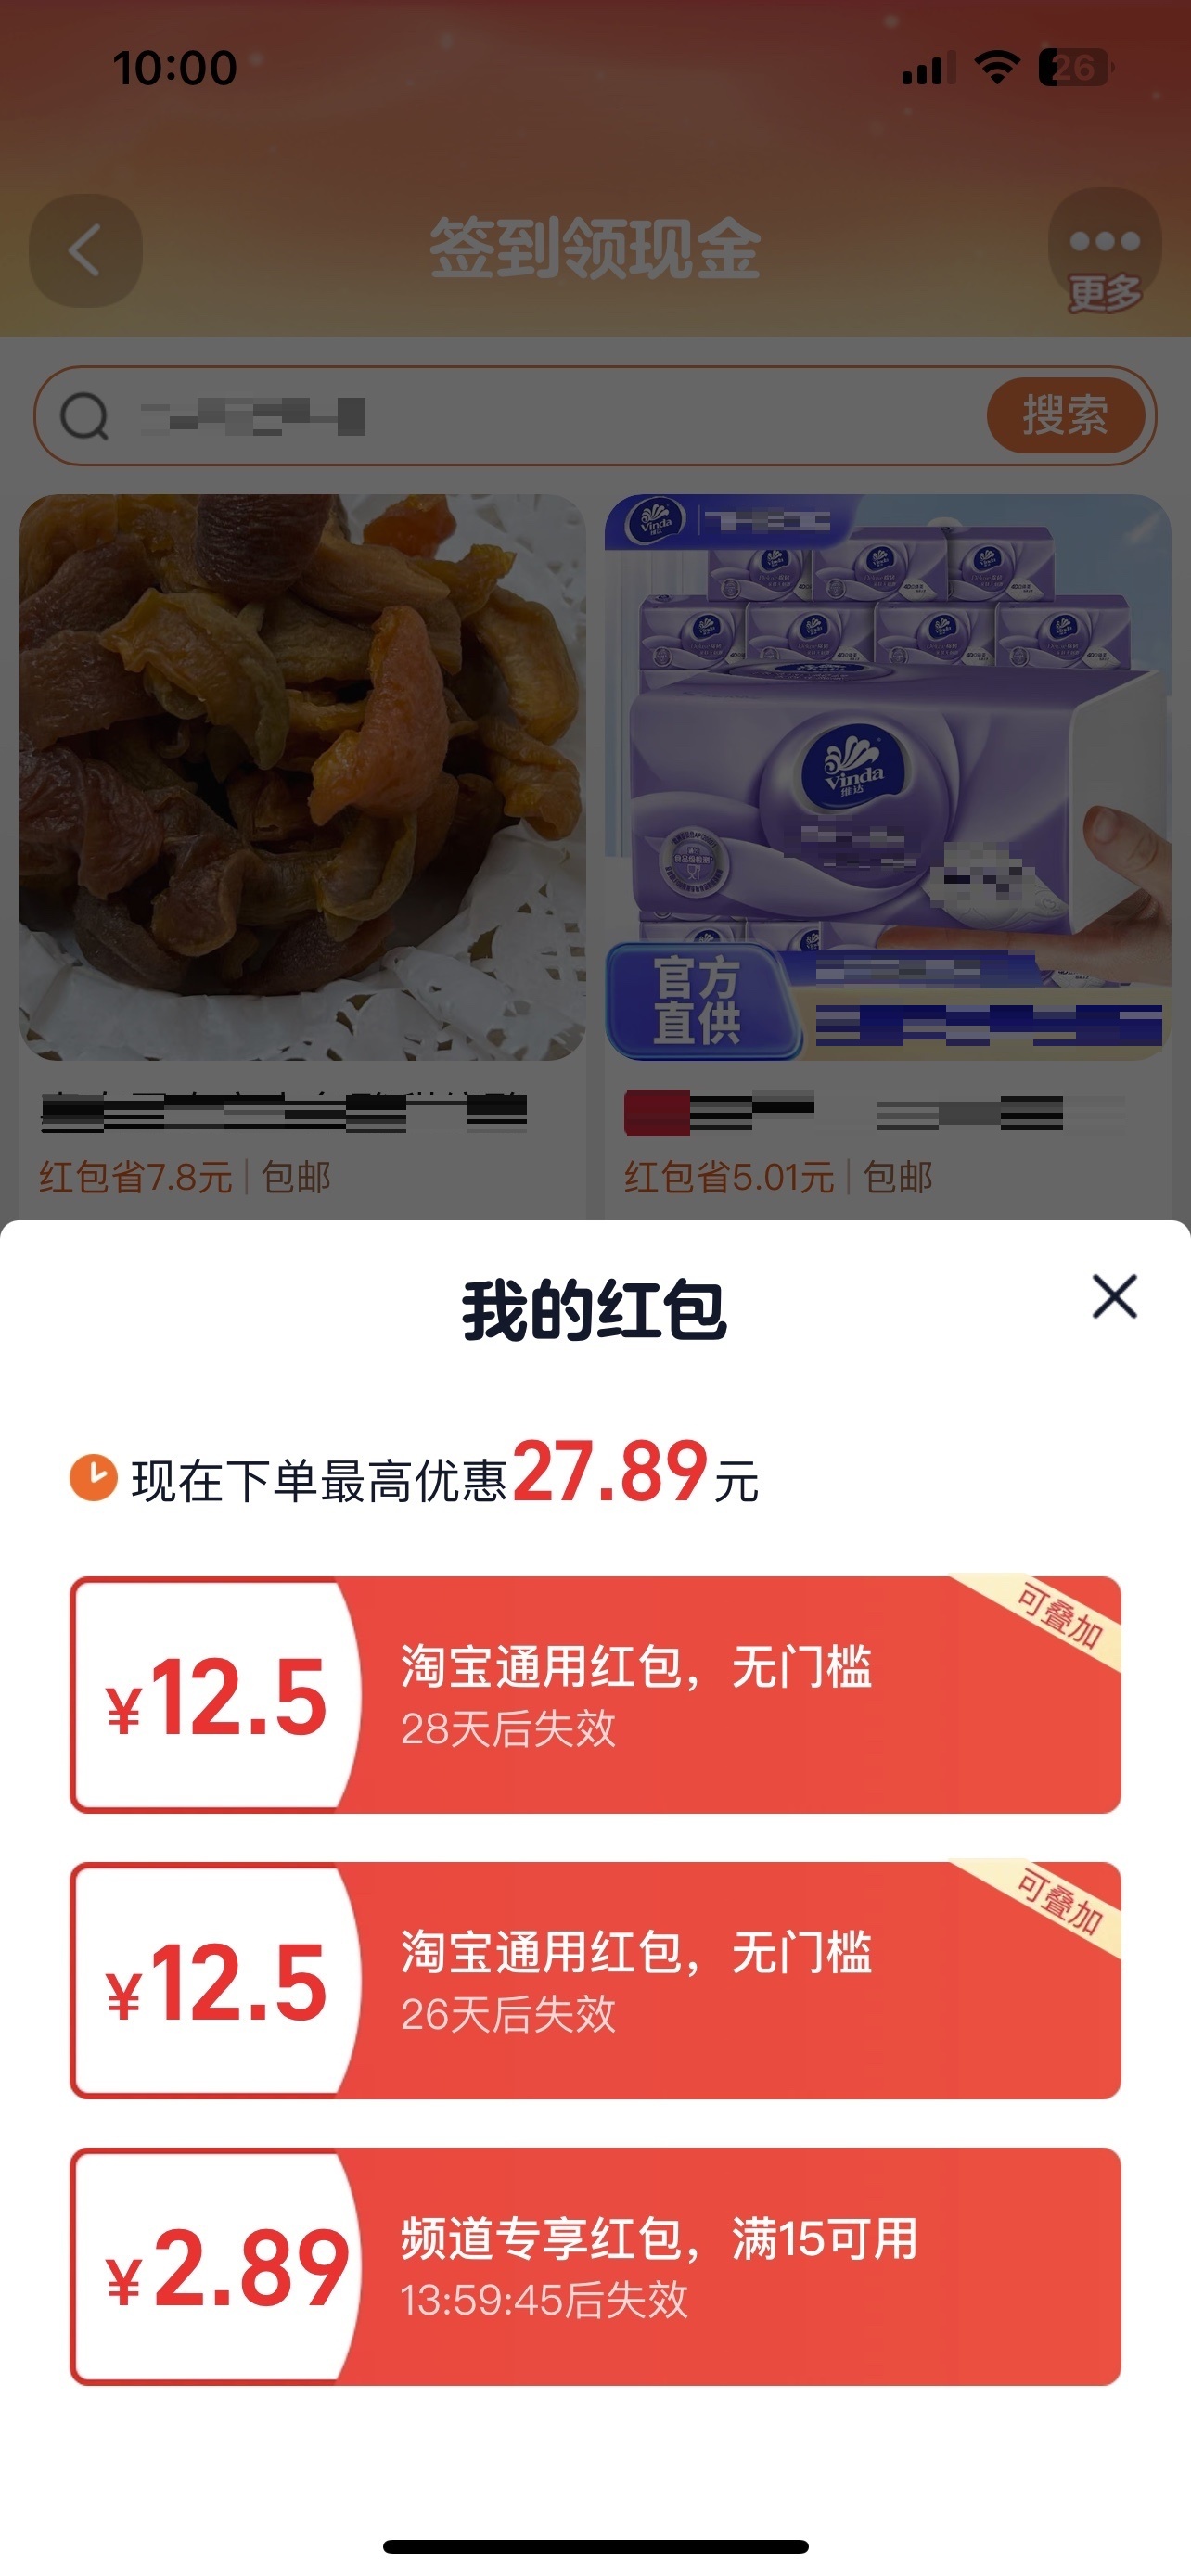 10:00
26
签到领现金
更多
搜索
Vinda
维达
Vinda
维达
官方
直供
红包省7.8元|包邮
红包省5.01元|包邮
我的红包
现在下单最高优惠27.89元
可叠加
¥12.5
淘宝通用红包，无门槛
28天后失效
可叠加
¥12.5
淘宝通用红包，无门槛
26天后失效
¥2.89
频道专享红包，满15可用
13:59:45后失效